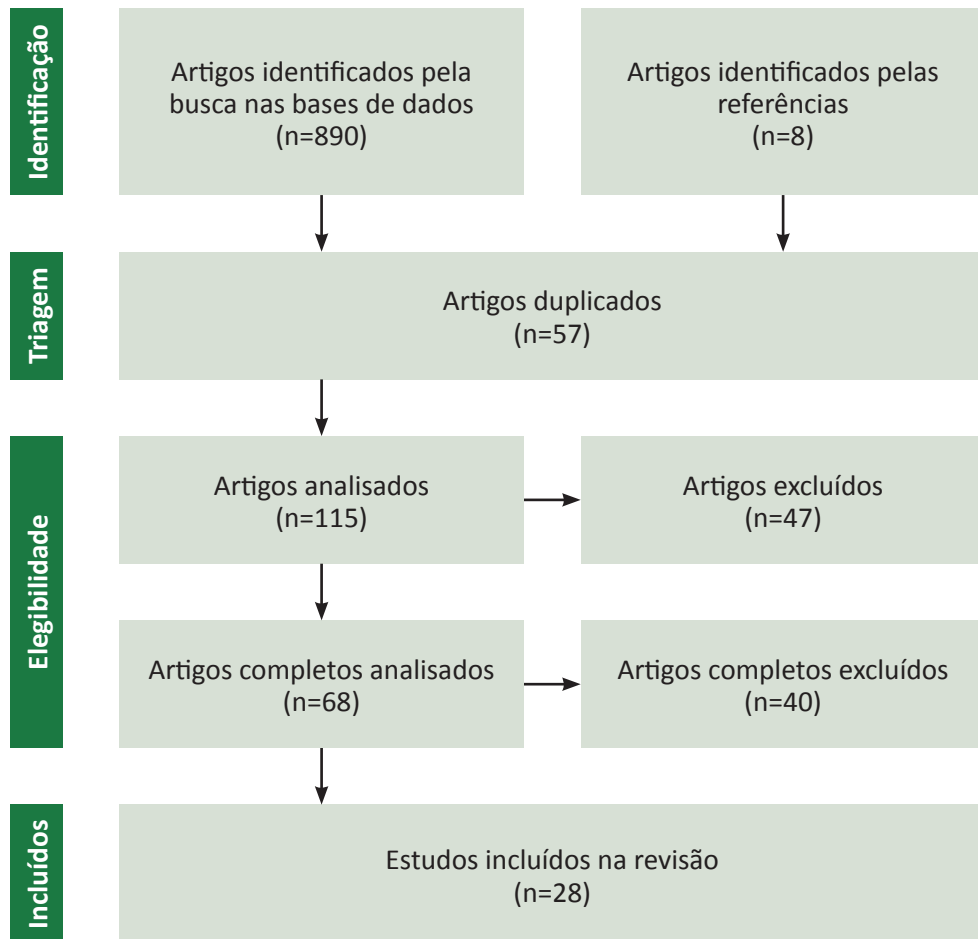 Identificação
Artigos identificados pela
busca nas bases de dados
(n=890)
Artigos identificados pelas
referências
(n=8)
Triagem
Artigos duplicados
(n=57)
Elegibilidade
Artigos analisados
(n=115)
Artigos excluídos
(n=47)
Artigos completos analisados
(n=68)
Artigos completos excluídos
(n=40)
Incluídos
Estudos incluídos na revisão
(n=28)